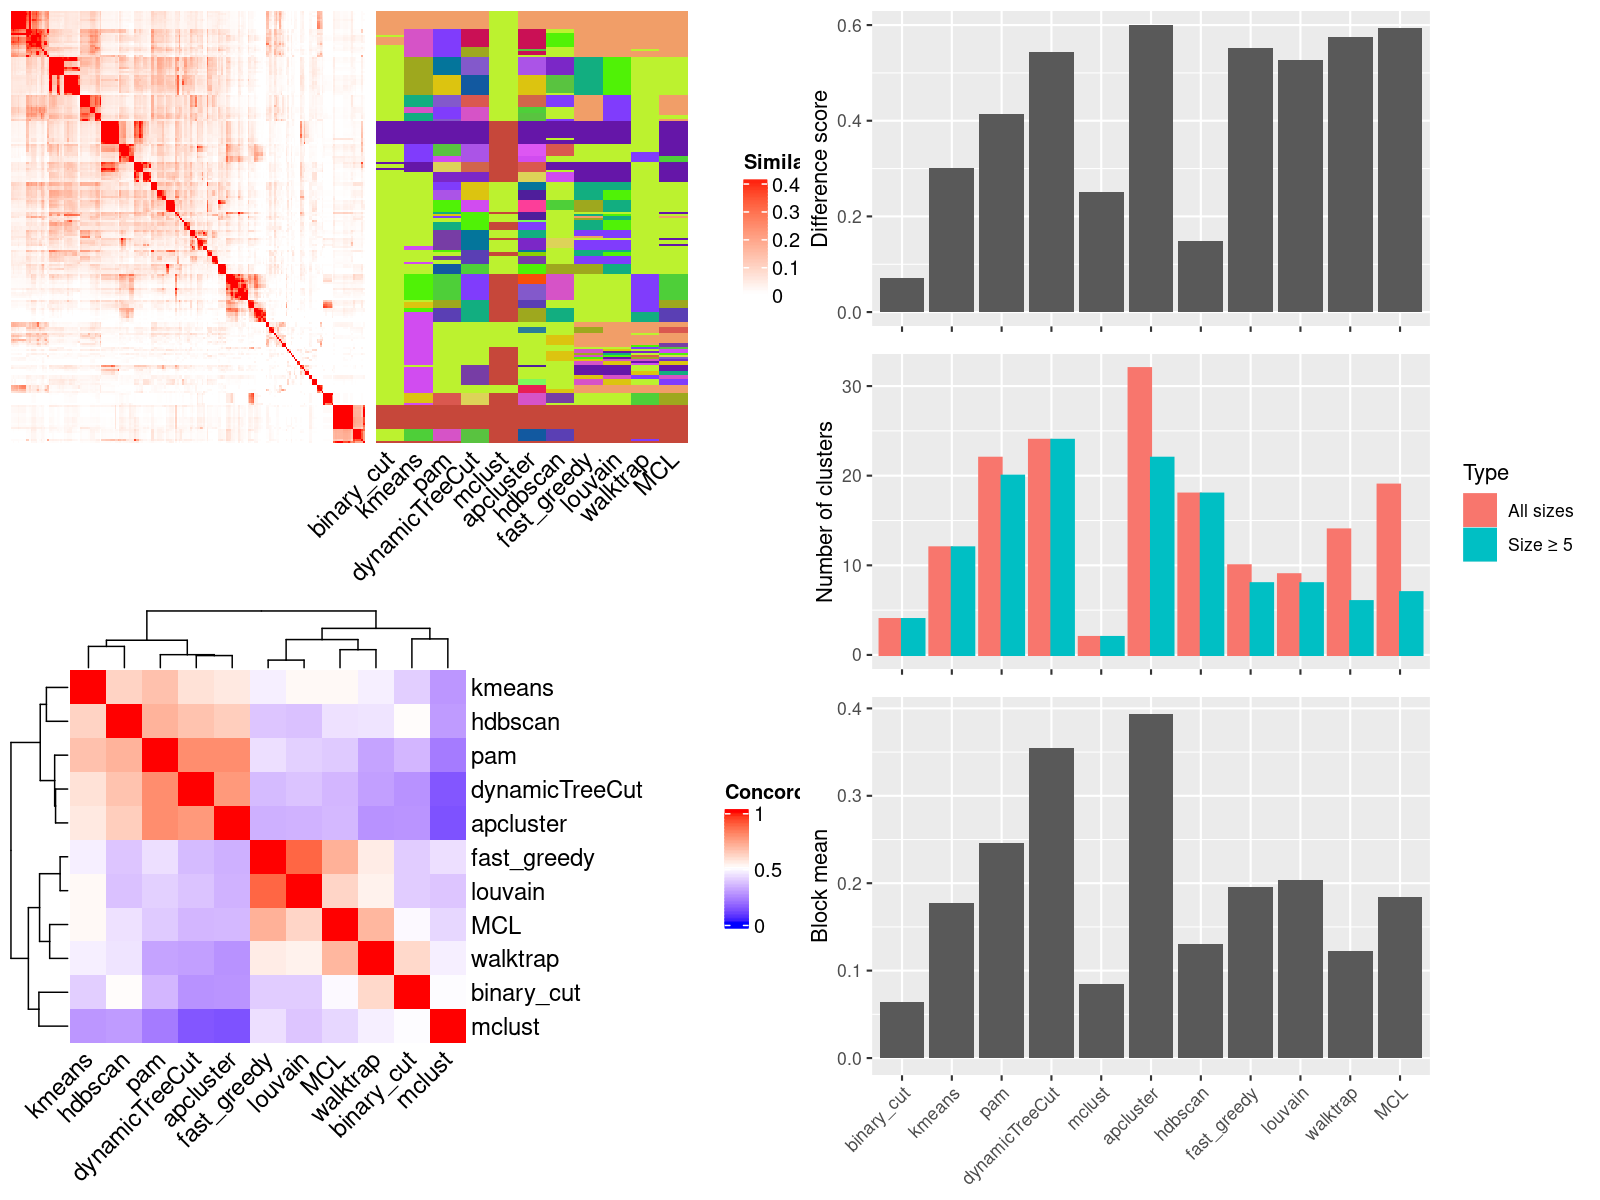 Simila
0.4
0.3
0.2
0.1
0
binary_cut
kmeans
pam
dynamicTreeCut
mclust
apcluster
hdbscan
fast_greedy
louvain
walktrap
MCL
kmeans
hdbscan
pam
dynamicTreeCut
apcluster
fast_greedy
louvain
MCL
walktrap
binary_cut
mclust
kmeans
hdbscan
pam
dynamicTreeCut
apcluster
fast_greedy
louvain
MCL
walktrap
binary_cut
mclust
Concord
1
0.5
0
Difference score
0.6
0.4
0.2
0.0
Number of clusters
30
20
10
0
Type
All sizes
Size ≥ 5
Block mean
0.4
0.3
0.2
0.1
0.0
binary_cut
kmeans
pam
dynamicTreeCut
mclust
apcluster
hdbscan
fast_greedy
louvain
walktrap
MCL